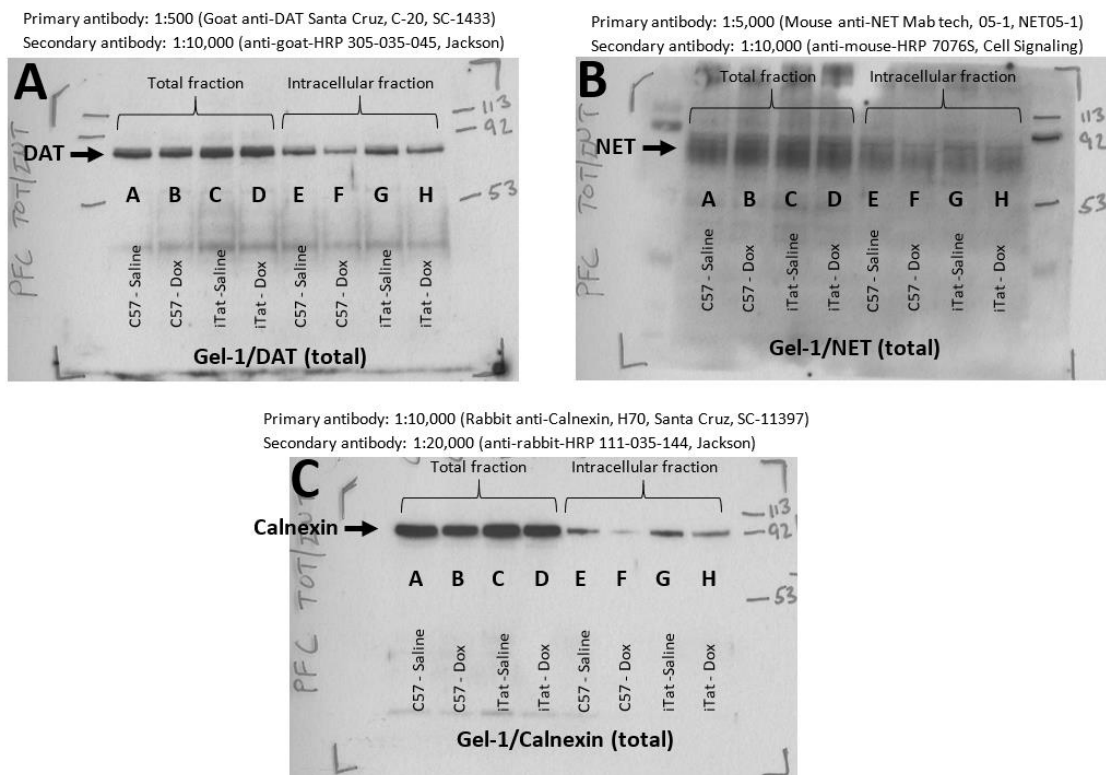 Primary antibody: 1:500 (Goat anti-DAT Santa Cruz, C-20, SC-1433)
Secondary antibody: 1:10,000 (anti-goat-HRP 305-035-045, Jackson)
A
Total fraction Intracellular fraction
113
92
DAT
A B C D E F G H
53
PFC TOT/INT
C57 - Saline
C57 - Dox
iTat -Saline
iTat - Dox
C57 - Saline
C57 - Dox
iTat -Saline
iTat - Dox
Gel-1/DAT (total)
Primary antibody: 1:5,000 (Mouse anti-NET Mab tech, 05-1, NET05-1)
Secondary antibody: 1:10,000 (anti-mouse-HRP 7076S, Cell Signaling)
B
Total fraction Intracellular fraction
113
92
NET
A B C D E F G H
53
PFC TOT/INT
C57 - Saline
C57 - Dox
iTat -Saline
iTat - Dox
C57 - Saline
C57 - Dox
iTat -Saline
iTat - Dox
Gel-1/NET (total)
Primary antibody: 1:10,000 (Rabbit anti-Calnexin, H70, Santa Cruz, SC-11397)
Secondary antibody: 1:20,000 (anti-rabbit-HRP 111-035-144, Jackson)
C
Total fraction Intracellular fraction
113
Calnexin
92
A B C D E F G H
53
PFC TOT/INT
C57 - Saline
C57 - Dox
iTat -Saline
iTat - Dox
C57 - Saline
C57 - Dox
iTat -Saline
iTat - Dox
Gel-1/Calnexin (total)